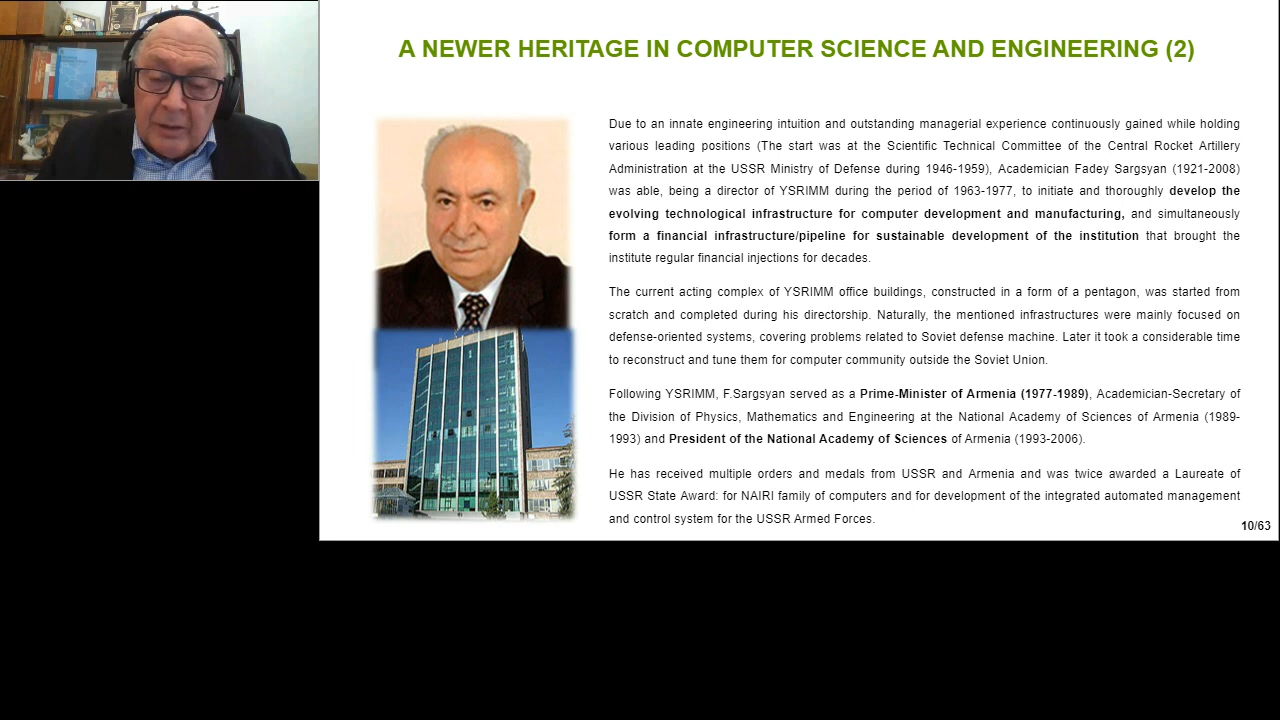 A NEWER HERITAGE IN COMPUTER SCIENCE AND ENGINEERING (2)
Due to an innate engineering intuition and outstanding managerial experience continuously gained while holding
various leading positions (The start was at the Scientific Technical Committee of the Central Rocket Artillery
Administration at the USSR Ministry of Defense during 1946-1959), Academician Fadey Sargsyan (1921-2008)
was able, being a director of YSRIMM during the period of 1963-1977, to initiate and thoroughly develop the
evolving technological infrastructure for computer development and manufacturing, and simultaneously
form a financial infrastructure/pipeline for sustainable development of the institution that brought the
institute regular financial injections for decades.
The current acting complex of YSRIMM office buildings, constructed in a form of a pentagon, was started from
scratch and completed during his directorship. Naturally, the mentioned infrastructures were mainly focused on
defense-oriented systems, covering problems related to Soviet defense machine. Later it took a considerable time
to reconstruct and tune them for computer community outside the Soviet Union.
Following YSRIMM, F.Sargsyan served as a Prime-Minister of Armenia (1977-1989), Academician-Secretary of
the Division of Physics, Mathematics and Engineering at the National Academy of Sciences of Armenia (1989-
1993) and President of the National Academy of Sciences of Armenia (1993-2006).
He has received multiple orders and medals from USSR and Armenia and was twice awarded a Laureate of
USSR State Award: for NAIRI family of computers and for development of the integrated automated management
and control system for the USSR Armed Forces.
10/63